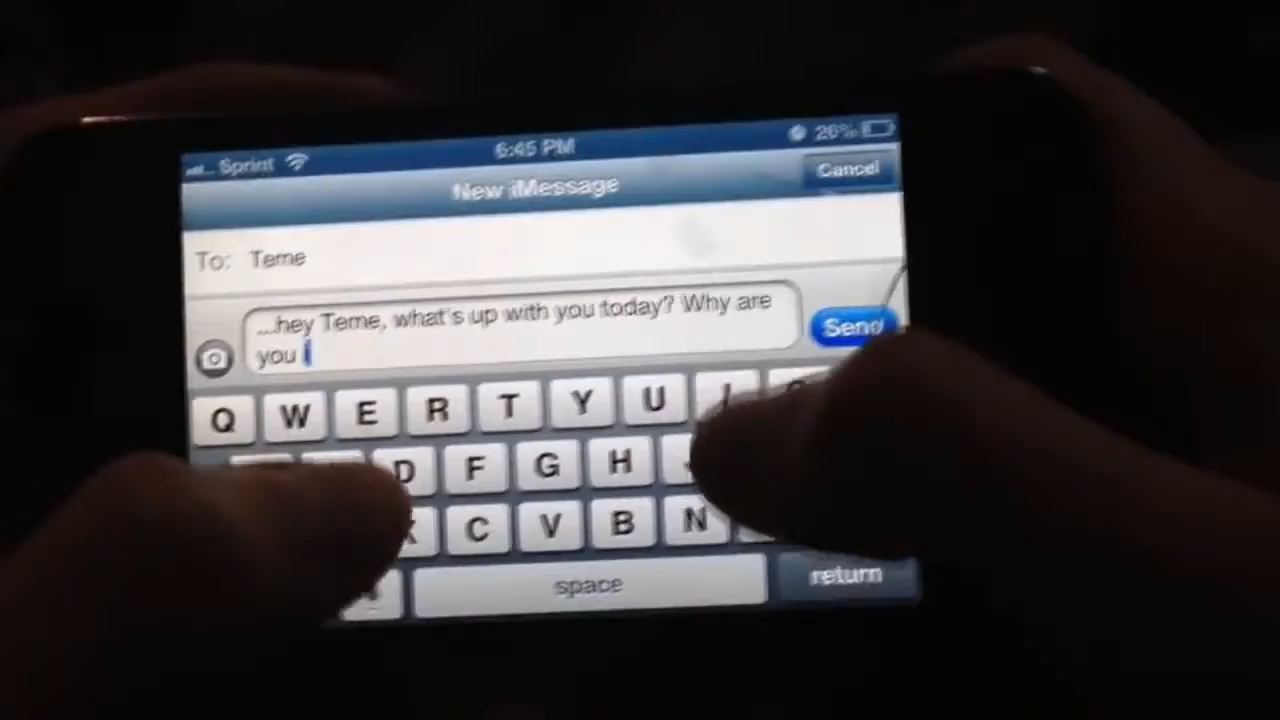 Sprint 6:45 PM 26%
New iMessage Cancel
To: Teme
...hey Teme, what's up with you today? Why are
you i
Send
Q W E R T Y U I
D F G H
X C V B N
space return